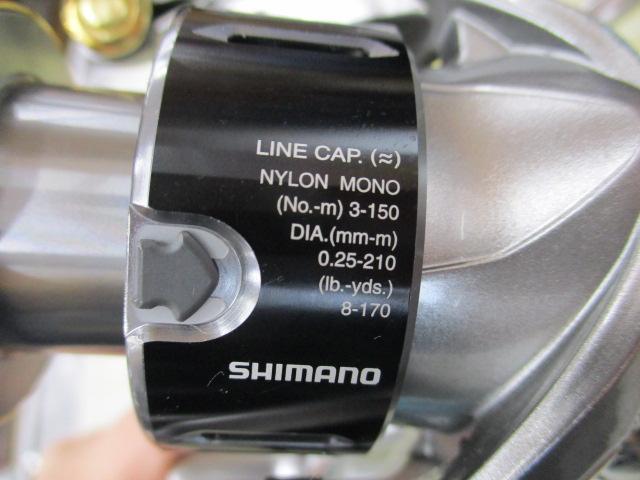 LINE CAP. (≈)
NYLON MONO
(No.-m) 3-150
DIA.(mm-m)
0.25-210
(lb.-yds.)
8-170
SHIMANO